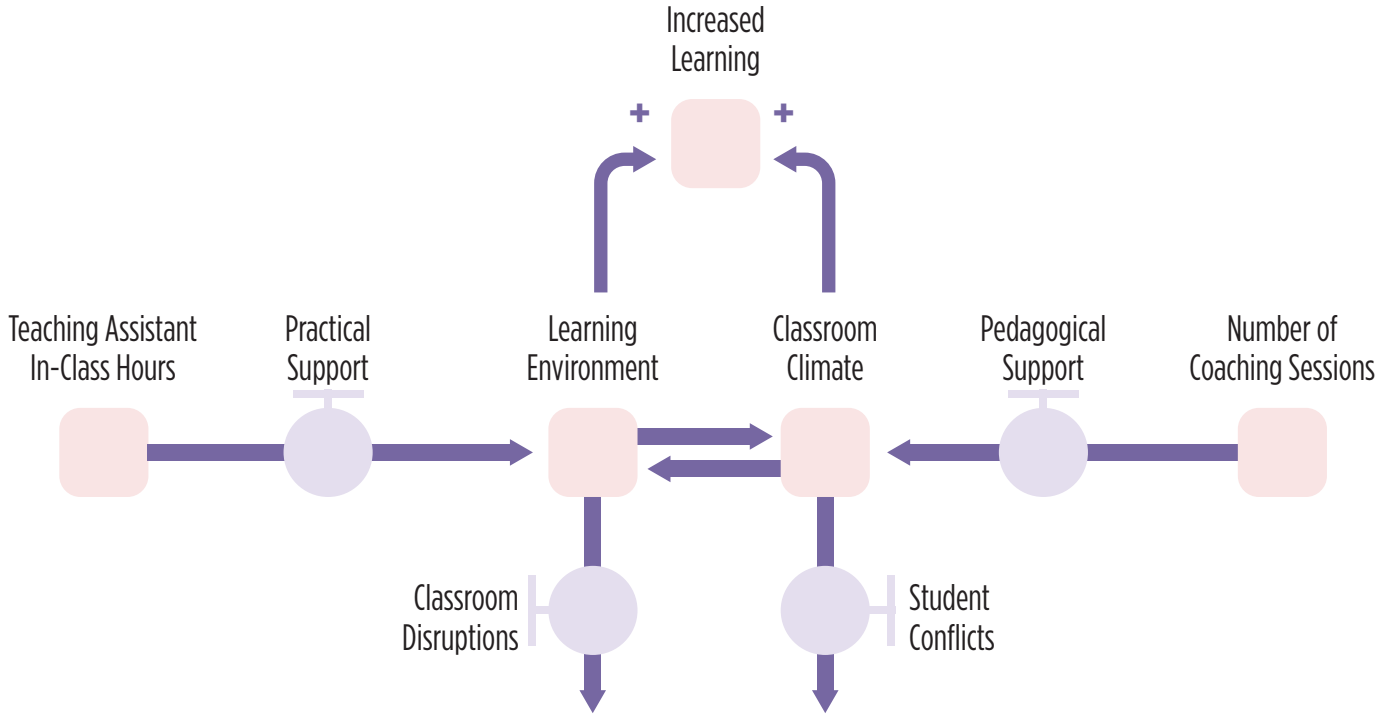 Increased
Learning
+ +
Teaching Assistant
In-Class Hours
Practical
Support
Learning
Environment
Classroom
Climate
Pedagogical
Support
Number of
Coaching Sessions
Classroom
Disruptions
Student
Conflicts